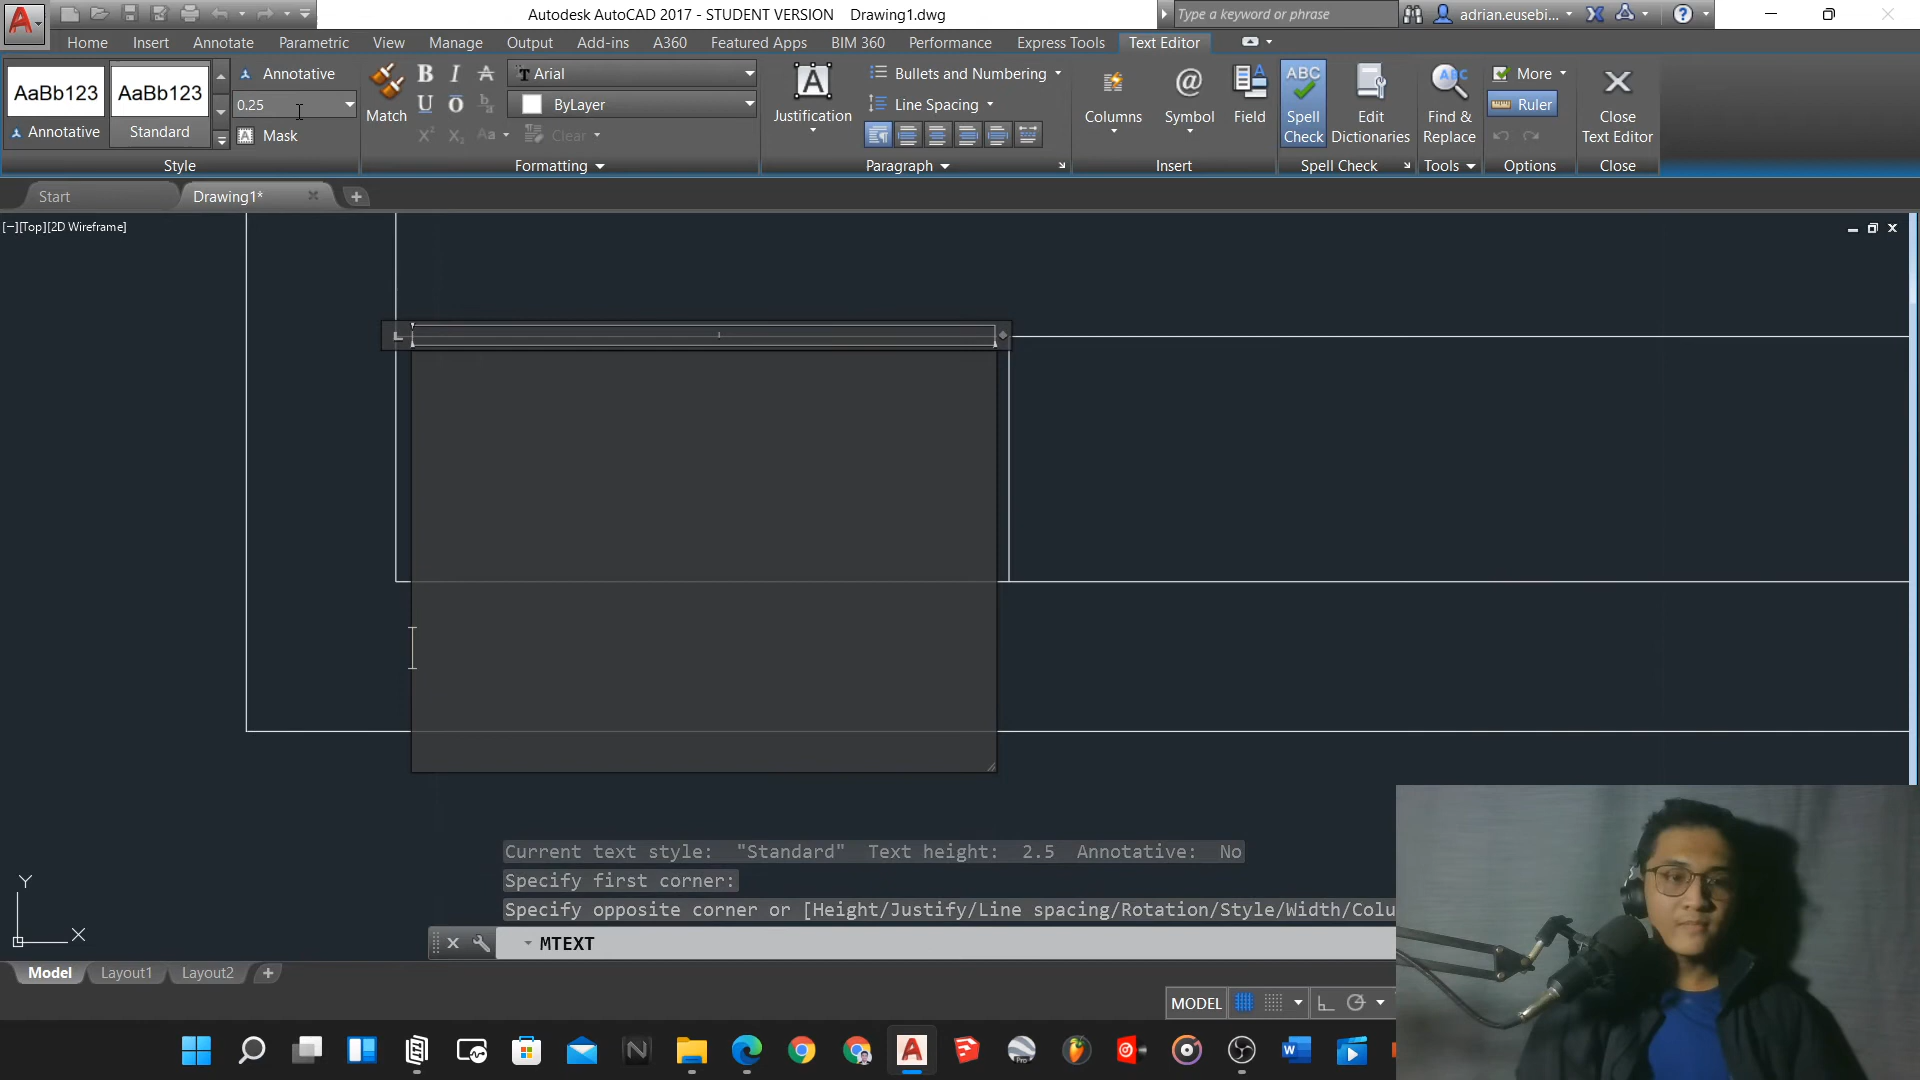 Autodesk AutoCAD 2017 - STUDENT VERSION Drawing1.dwg
Type a keyword or phrase
adrian.eusebi...
Home Insert Annotate Parametric View Manage Output Add-ins A360 Featured Apps BIM 360 Performance Express Tools Text Editor
AaBb123 AaBb123
Annotative Standard
Annotative
0.25
Mask
Style
Match
B I A
U O
Aa Clear
Arial
ByLayer
Formatting
Justification
Bullets and Numbering
Line Spacing
Paragraph
Columns
Symbol
Field
Insert
ABC
Spell Check
Edit Dictionaries
Spell Check
ABC
Find & Replace
Tools
More
Ruler
Options
Close Text Editor
Close
Start Drawing1*
[−][Top][2D Wireframe]
Y
X
Current text style: "Standard" Text height: 2.5 Annotative: No
Specify first corner:
Specify opposite corner or [Height/Justify/Line spacing/Rotation/Style/Width/Colu
MTEXT
Model Layout1 Layout2
MODEL
Pro